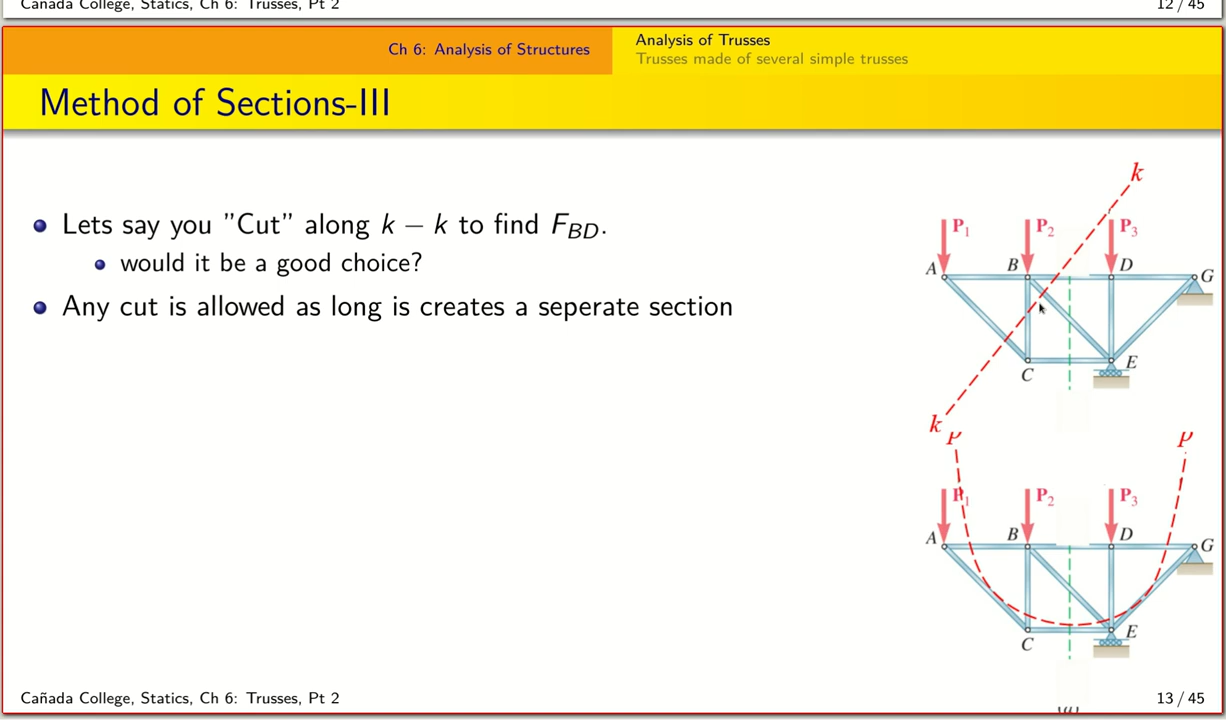 Cañada College, Statics, Ch 6: Trusses, Pt 2 12 / 45
Ch 6: Analysis of Structures
Analysis of Trusses
Trusses made of several simple trusses
Method of Sections-III
Lets say you "Cut" along k − k to find F_BD.
would it be a good choice?
Any cut is allowed as long is creates a seperate section
k
P1 P2 P3
A B D G
C E
k
p p
P1 P2 P3
A B D G
C E
Cañada College, Statics, Ch 6: Trusses, Pt 2 13 / 45